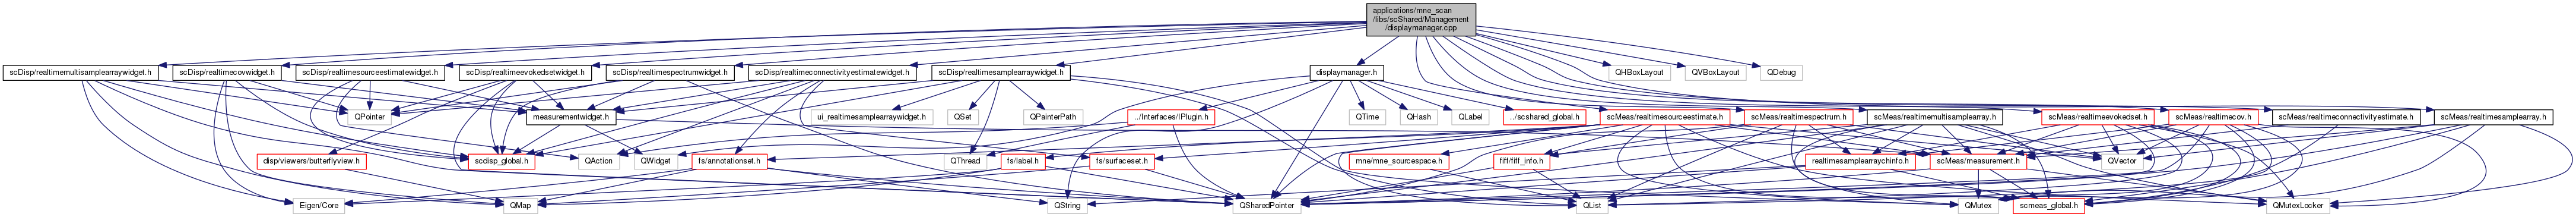 applications/mne_scan
/libs/scShared/Management
/displaymanager.cpp
scDisp/realtimemultisamplearraywidget.h
scDisp/realtimecovwidget.h
scDisp/realtimesourceestimatewidget.h
scDisp/realtimeevokedsetwidget.h
scDisp/realtimespectrumwidget.h
scDisp/realtimeconnectivityestimatewidget.h
scDisp/realtimesamplearraywidget.h
displaymanager.h
QHBoxLayout
QVBoxLayout
QDebug
QPointer
measurementwidget.h
ui_realtimesamplearraywidget.h
QSet
QPainterPath
../Interfaces/IPlugin.h
QTime
QHash
QLabel
../scshared_global.h
scMeas/realtimesourceestimate.h
scMeas/realtimespectrum.h
scMeas/realtimemultisamplearray.h
scMeas/realtimeevokedset.h
scMeas/realtimecov.h
scMeas/realtimeconnectivityestimate.h
scMeas/realtimesamplearray.h
disp/viewers/butterflyview.h
scdisp_global.h
QAction
QWidget
fs/annotationset.h
QThread
fs/label.h
fs/surfaceset.h
mne/mne_sourcespace.h
fiff/fiff_info.h
realtimesamplearraychinfo.h
scMeas/measurement.h
QVector
Eigen/Core
QMap
QString
QSharedPointer
QList
QMutex
scmeas_global.h
QMutexLocker